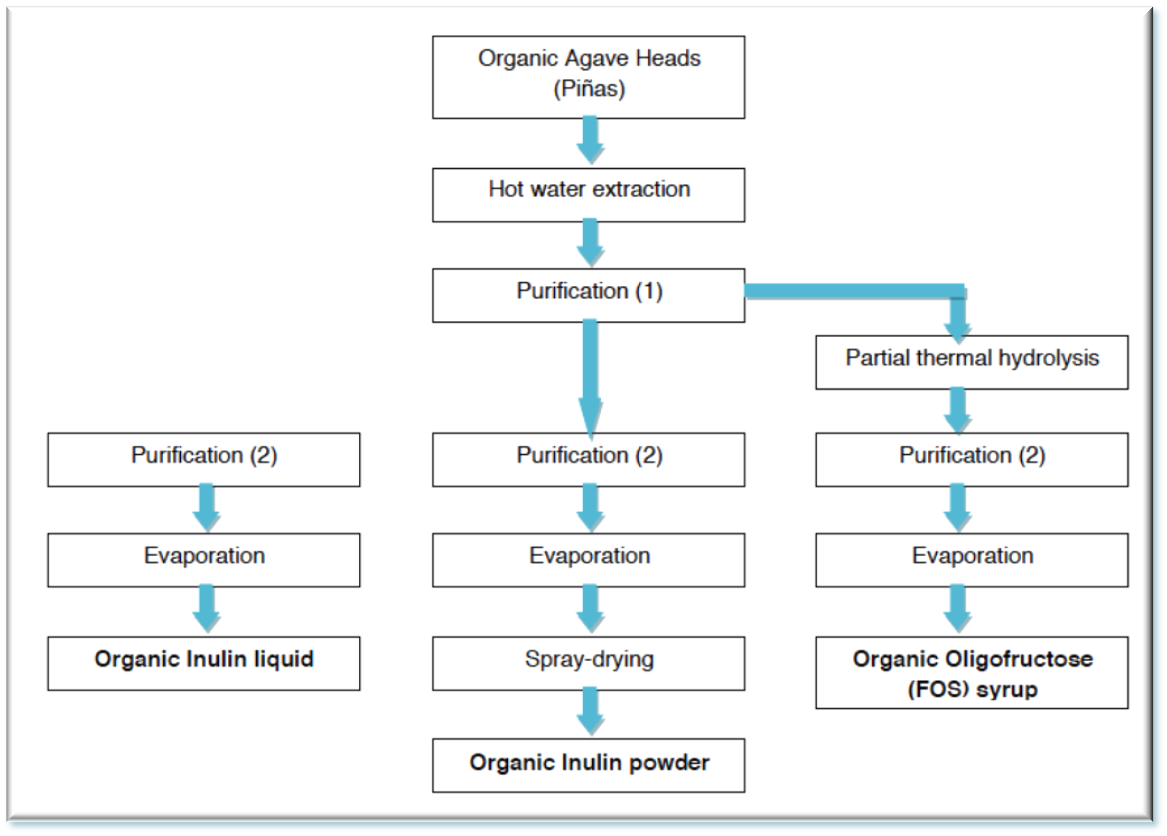 Organic Agave Heads
(Piñas)
Hot water extraction
Purification (1)
Partial thermal hydrolysis
Purification (2)
Purification (2)
Purification (2)
Evaporation
Evaporation
Evaporation
Organic Inulin liquid
Spray-drying
Organic Oligofructose
(FOS) syrup
Organic Inulin powder